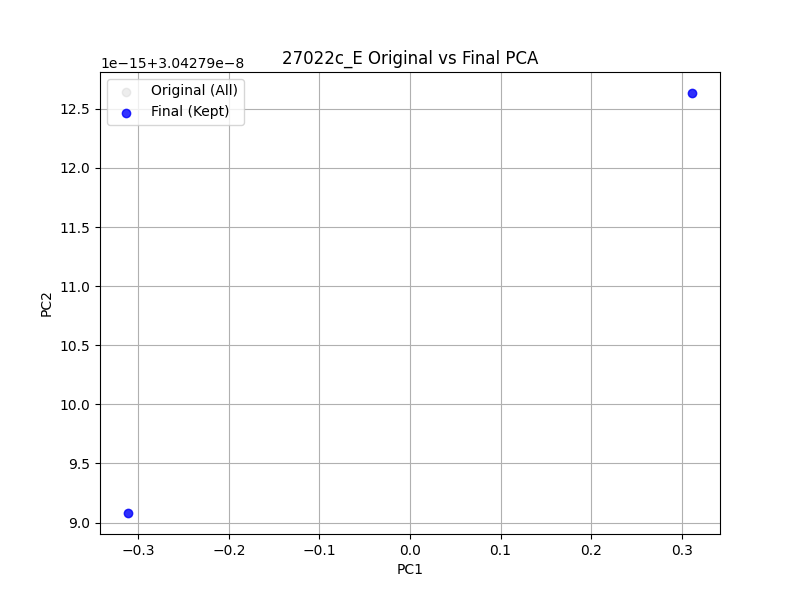 27022c_E Original vs Final PCA
1e−15+3.04279e−8
Original (All)
Final (Kept)
12.5
12.0
11.5
11.0
10.5
10.0
9.5
9.0
PC2
−0.3 −0.2 −0.1 0.0 0.1 0.2 0.3
PC1